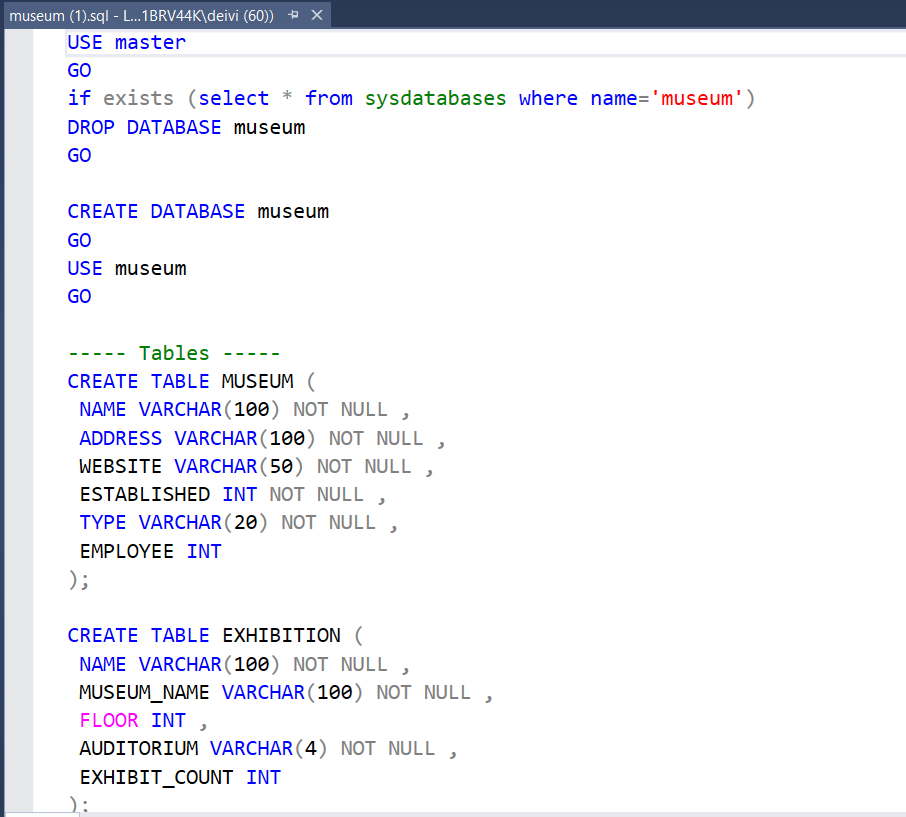 museum (1).sql - L...1BRV44K\deivi (60))
USE master
GO
if exists (select * from sysdatabases where name='museum')
DROP DATABASE museum
GO
CREATE DATABASE museum
GO
USE museum
GO
----- Tables -----
CREATE TABLE MUSEUM (
NAME VARCHAR(100) NOT NULL ,
ADDRESS VARCHAR(100) NOT NULL ,
WEBSITE VARCHAR(50) NOT NULL ,
ESTABLISHED INT NOT NULL ,
TYPE VARCHAR(20) NOT NULL ,
EMPLOYEE INT
);
CREATE TABLE EXHIBITION (
NAME VARCHAR(100) NOT NULL ,
MUSEUM_NAME VARCHAR(100) NOT NULL ,
FLOOR INT ,
AUDITORIUM VARCHAR(4) NOT NULL ,
EXHIBIT_COUNT INT
);